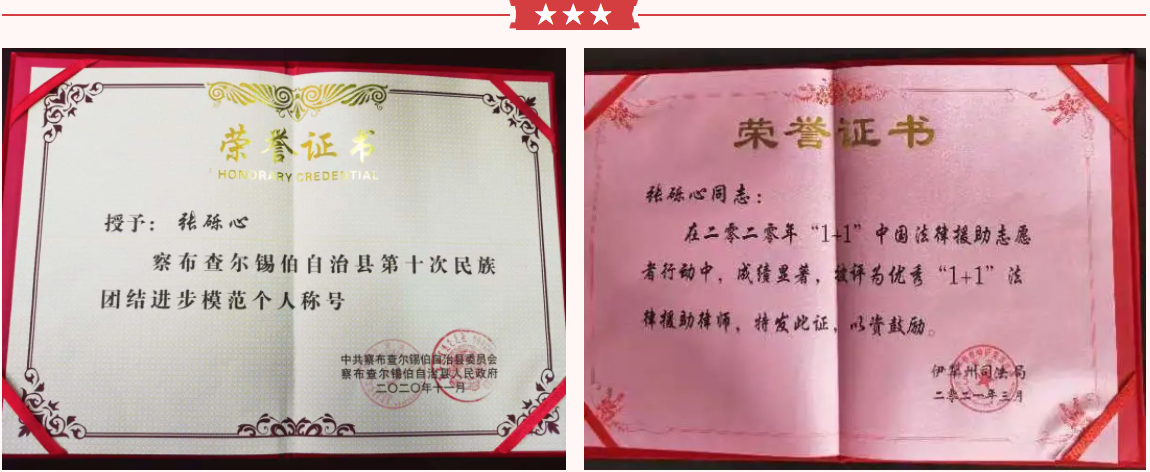 荣誉证书
HONORARY CREDENTIAL
授予：张砾心
察布查尔锡伯自治县第十次民族
团结进步模范个人称号
中共察布查尔锡伯自治县委员会
察布查尔锡伯自治县人民政府
二〇二〇年十一月
荣誉证书
张砾心同志：
在二零二零年“1+1”中国法律援助志愿
者行动中，成绩显著，被评为优秀“1+1”法
律援助律师，特发此证，以资鼓励。
伊犁州司法局
二零二一年三月